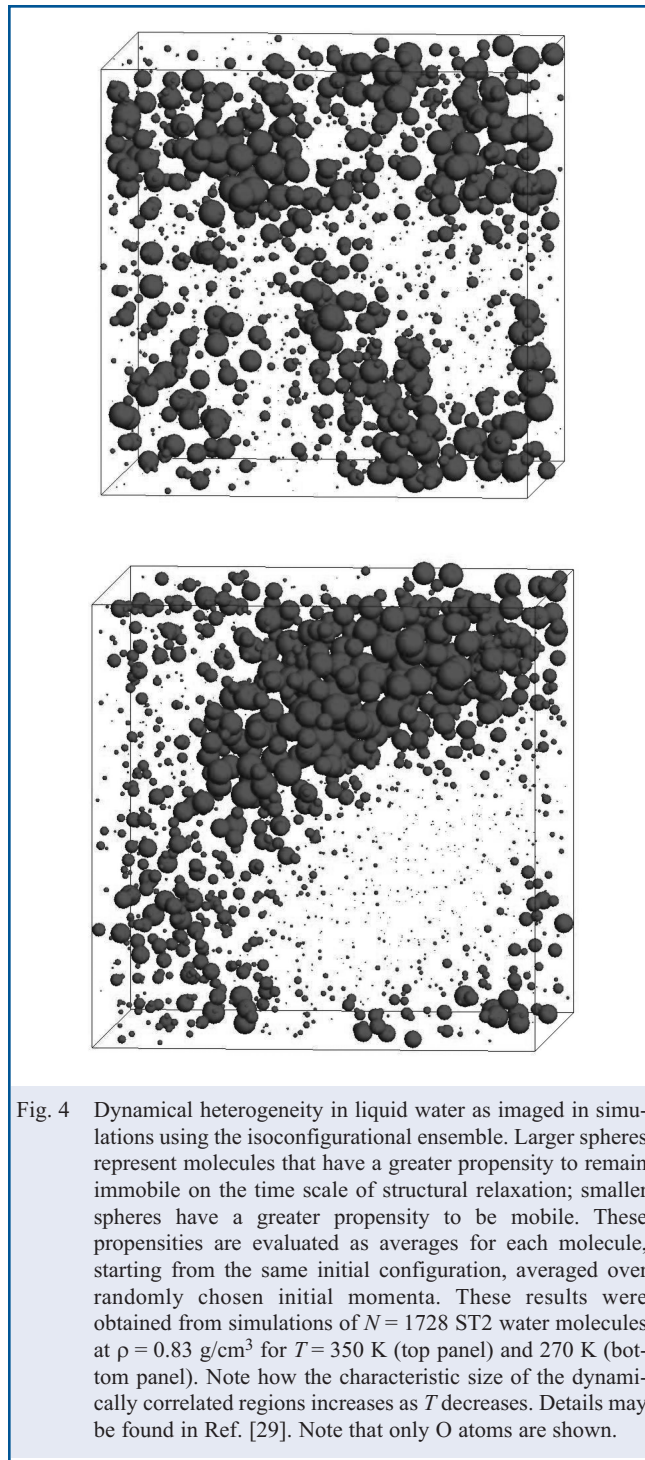 Fig. 4 Dynamical heterogeneity in liquid water as imaged in simu-
lations using the isoconfigurational ensemble. Larger spheres
represent molecules that have a greater propensity to remain
immobile on the time scale of structural relaxation; smaller
spheres have a greater propensity to be mobile. These
propensities are evaluated as averages for each molecule,
starting from the same initial configuration, averaged over
randomly chosen initial momenta. These results were
obtained from simulations of N = 1728 ST2 water molecules
at ρ = 0.83 g/cm³ for T = 350 K (top panel) and 270 K (bot-
tom panel). Note how the characteristic size of the dynami-
cally correlated regions increases as T decreases. Details may
be found in Ref. [29]. Note that only O atoms are shown.